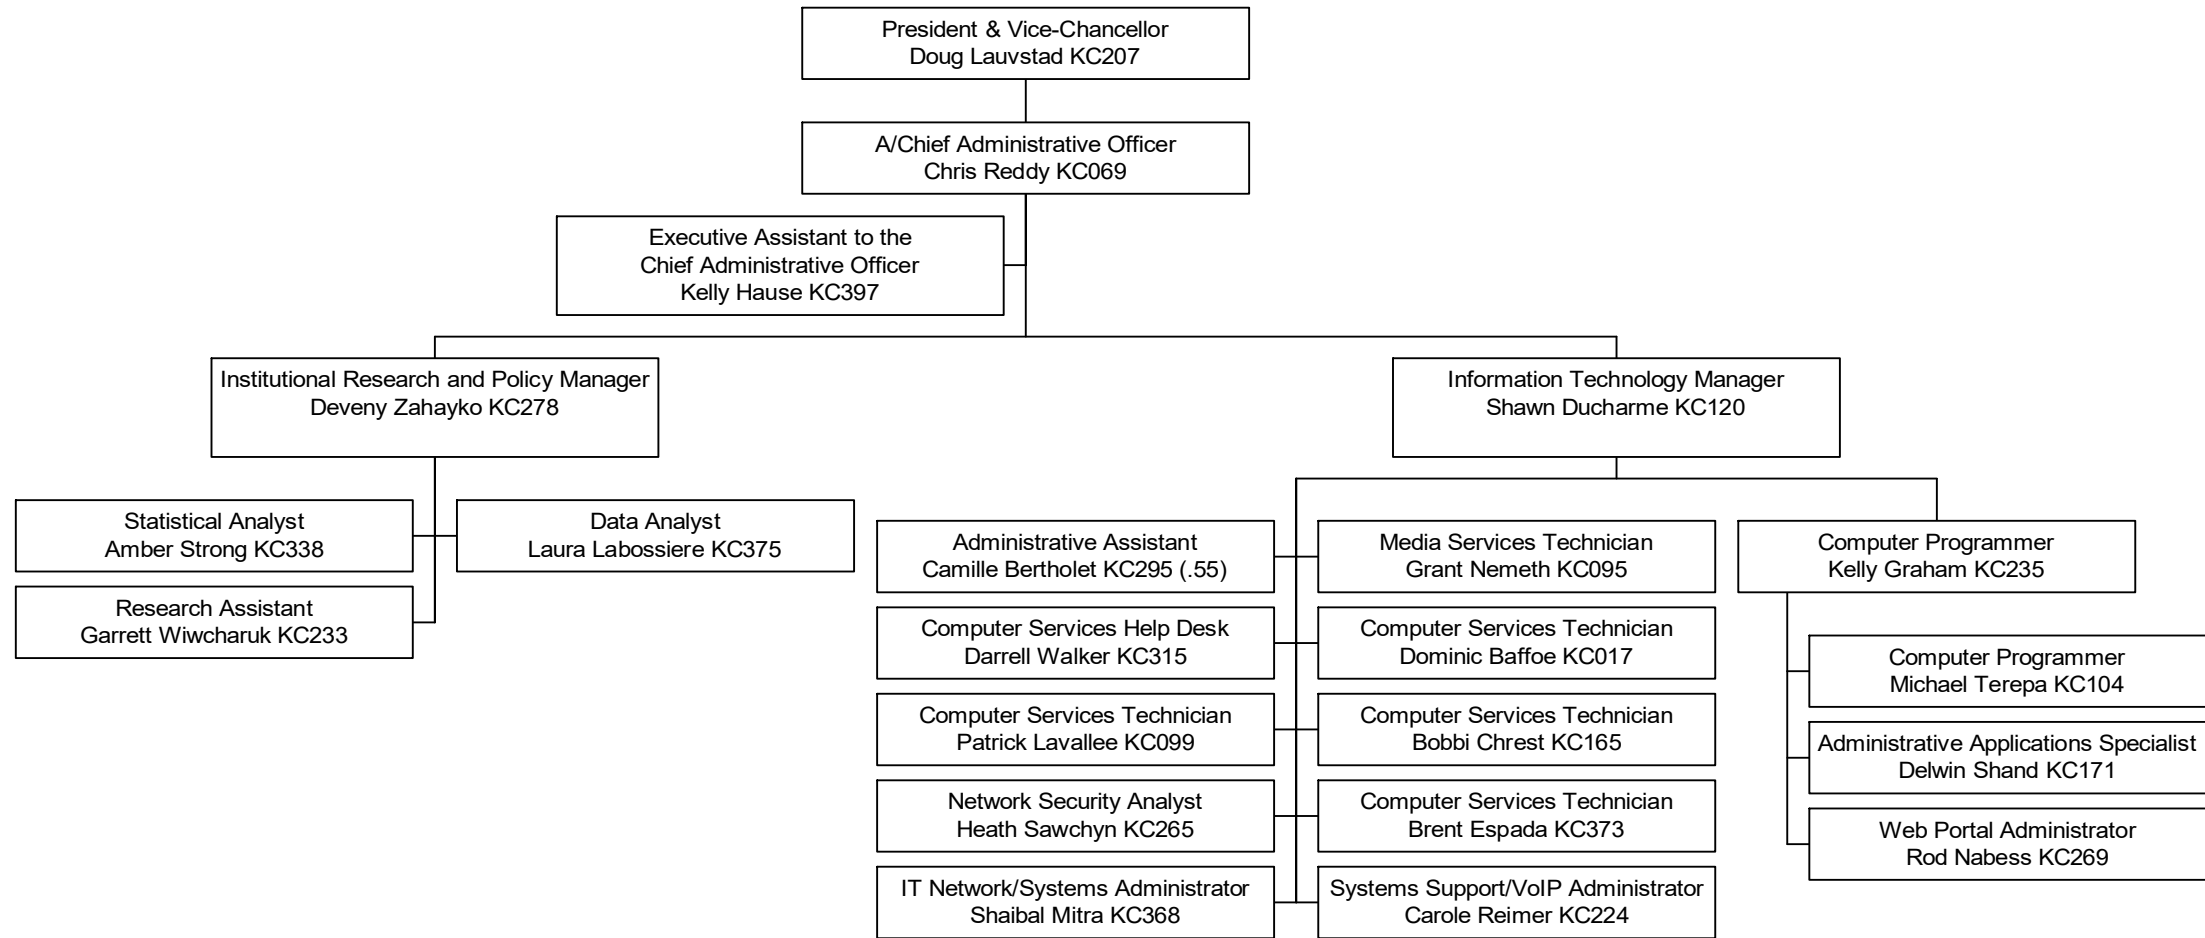 President & Vice-Chancellor
Doug Lauvstad KC207
A/Chief Administrative Officer
Chris Reddy KC069
Executive Assistant to the
Chief Administrative Officer
Kelly Hause KC397
Institutional Research and Policy Manager
Deveny Zahayko KC278
Information Technology Manager
Shawn Ducharme KC120
Statistical Analyst
Amber Strong KC338
Data Analyst
Laura Labossiere KC375
Research Assistant
Garrett Wiwcharuk KC233
Administrative Assistant
Camille Bertholet KC295 (.55)
Media Services Technician
Grant Nemeth KC095
Computer Services Help Desk
Darrell Walker KC315
Computer Services Technician
Dominic Baffoe KC017
Computer Services Technician
Patrick Lavallee KC099
Computer Services Technician
Bobbi Chrest KC165
Network Security Analyst
Heath Sawchyn KC265
Computer Services Technician
Brent Espada KC373
IT Network/Systems Administrator
Shaibal Mitra KC368
Systems Support/VoIP Administrator
Carole Reimer KC224
Computer Programmer
Kelly Graham KC235
Computer Programmer
Michael Terepa KC104
Administrative Applications Specialist
Delwin Shand KC171
Web Portal Administrator
Rod Nabess KC269